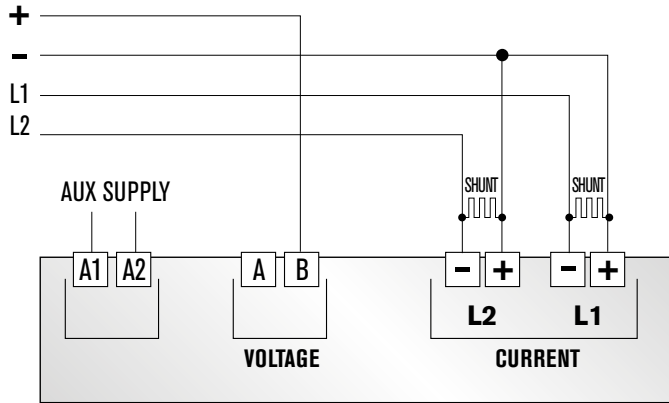 +
-
L1
L2
SHUNT SHUNT
AUX SUPPLY
A1 A2 A B - + - +
L2 L1
VOLTAGE CURRENT